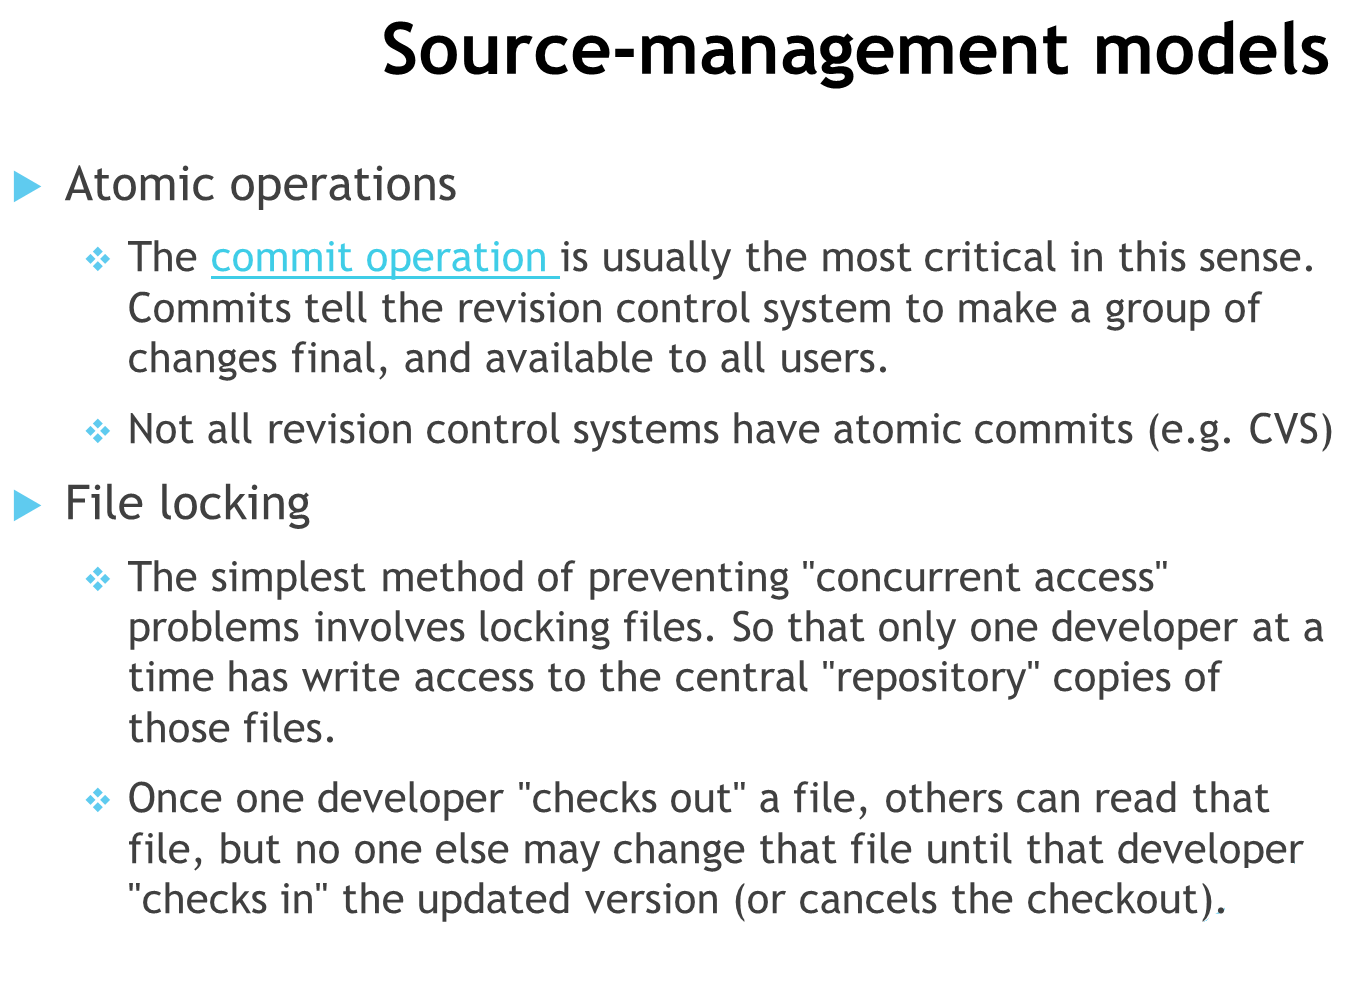 Source-management models
Atomic operations
The commit operation is usually the most critical in this sense.
Commits tell the revision control system to make a group of
changes final, and available to all users.
Not all revision control systems have atomic commits (e.g. CVS)
File locking
The simplest method of preventing "concurrent access"
problems involves locking files. So that only one developer at a
time has write access to the central "repository" copies of
those files.
Once one developer "checks out" a file, others can read that
file, but no one else may change that file until that developer
"checks in" the updated version (or cancels the checkout).